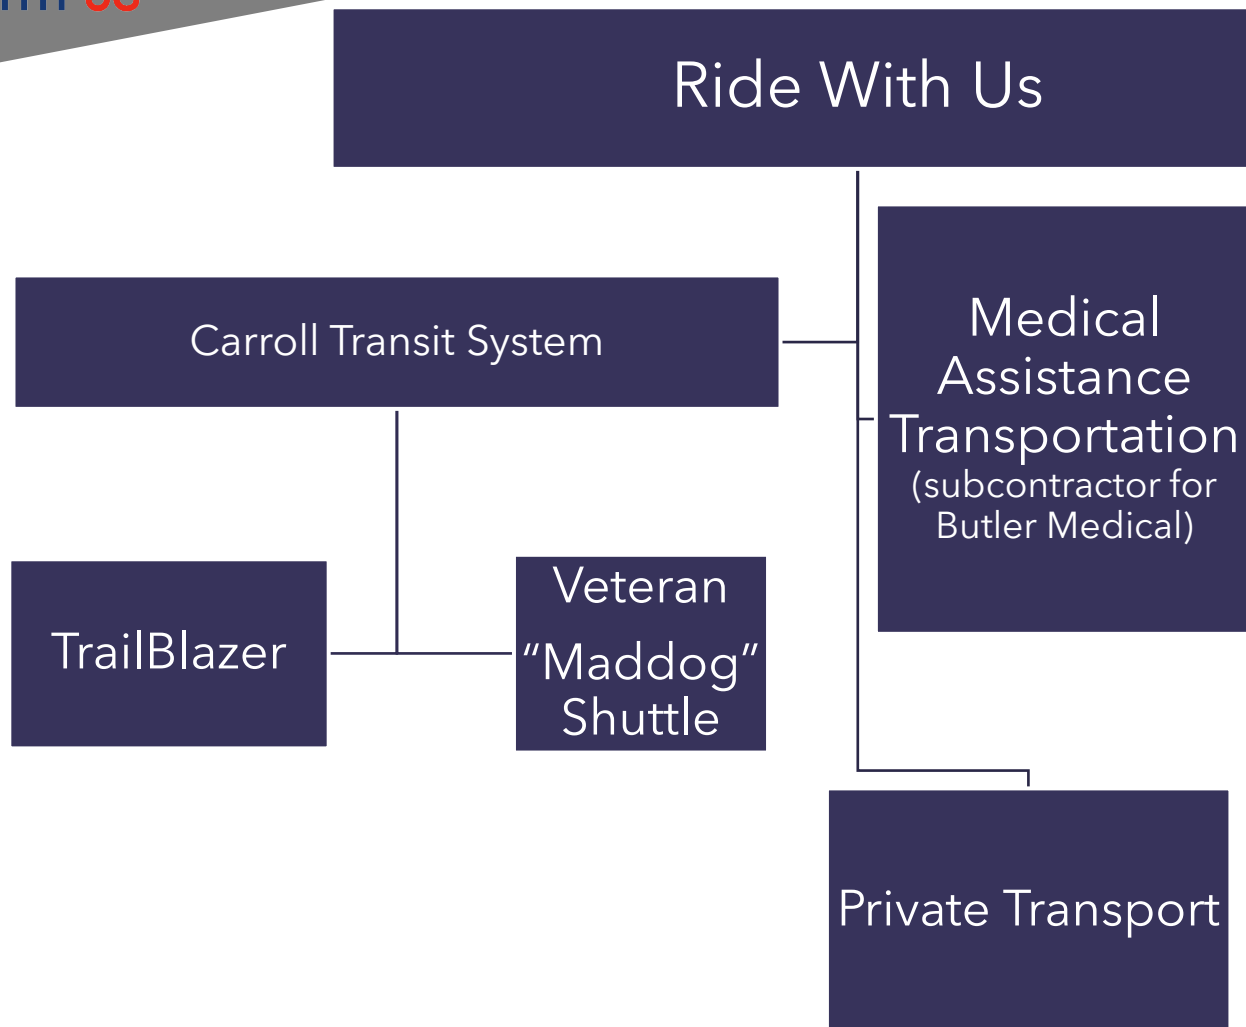 us
Ride With Us
Carroll Transit System
Medical
Assistance
Transportation
(subcontractor for
Butler Medical)
TrailBlazer
Veteran
“Maddog”
Shuttle
Private Transport